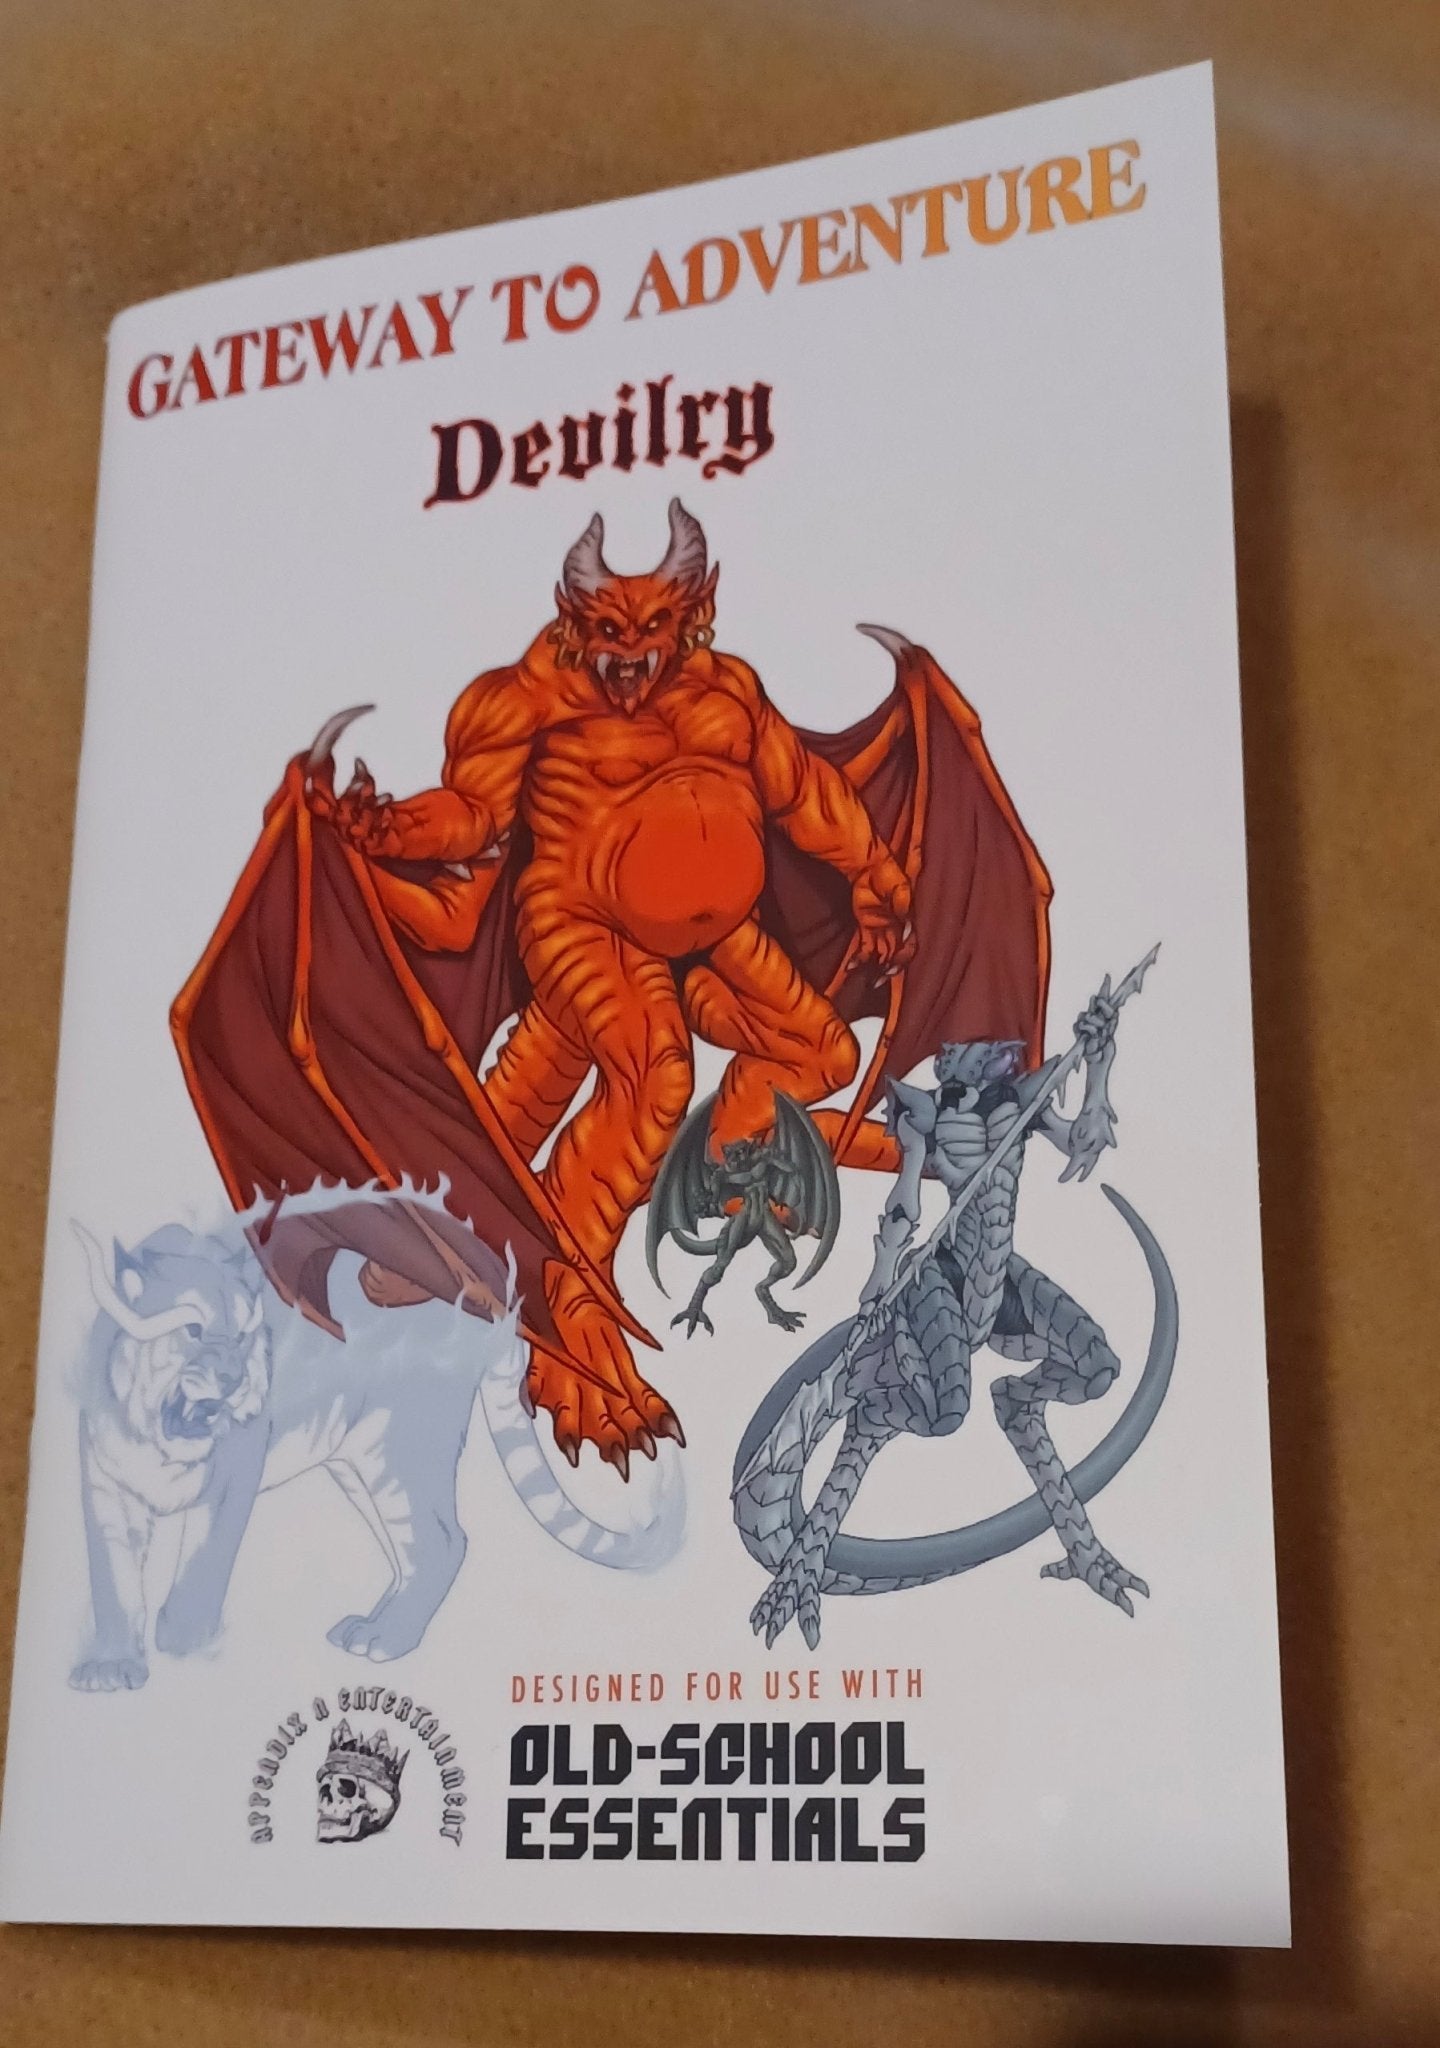 GATEWAY TO ADVENTURE
Devilry
APPENDIX N ENTERTAINMENT
DESIGNED FOR USE WITH
OLD-SCHOOL
ESSENTIALS